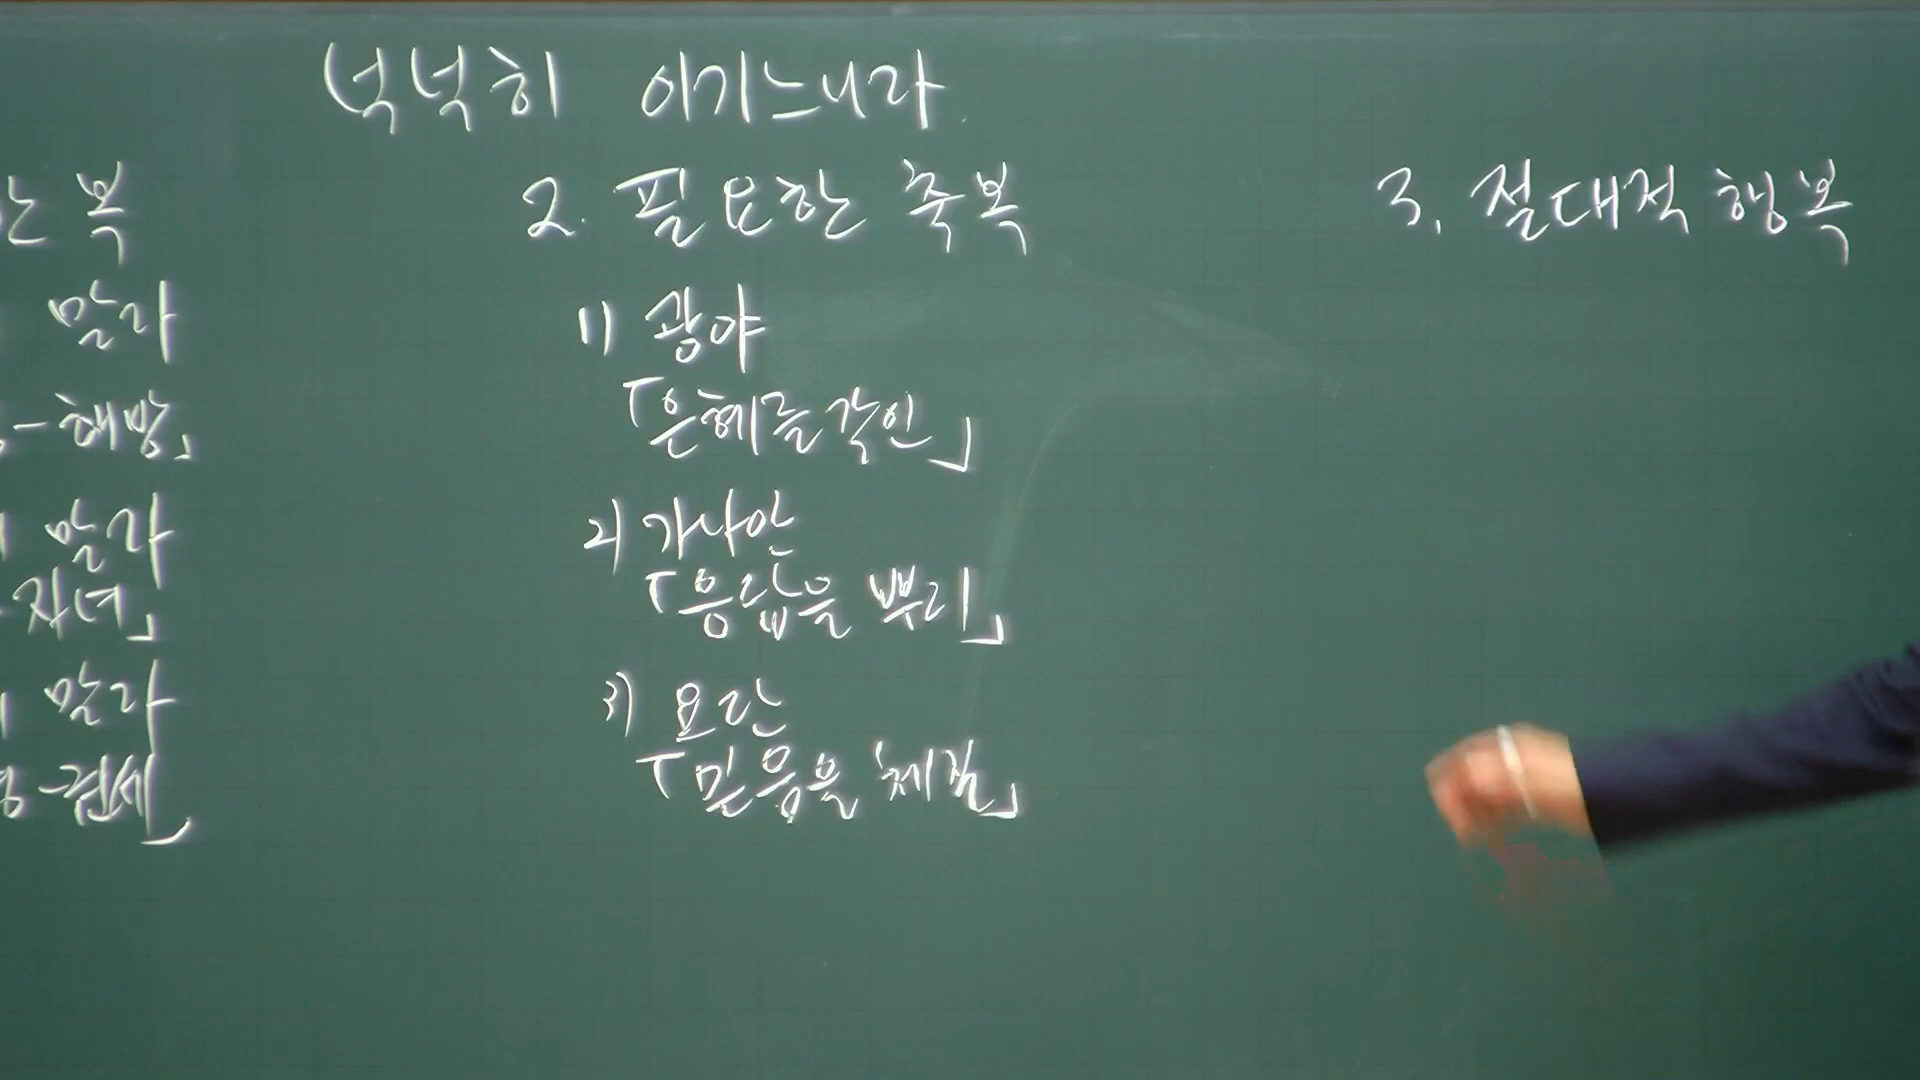 넉넉히 이기느니라
는 복
말라
-해방」
말라
-자녀」
말라
-권세」
2. 필요한 축복
1) 광야
「은혜를 각인」
2) 가나안
「응답을 뿌리」
3) 요란
「믿음을 체질」
3. 절대적 행복